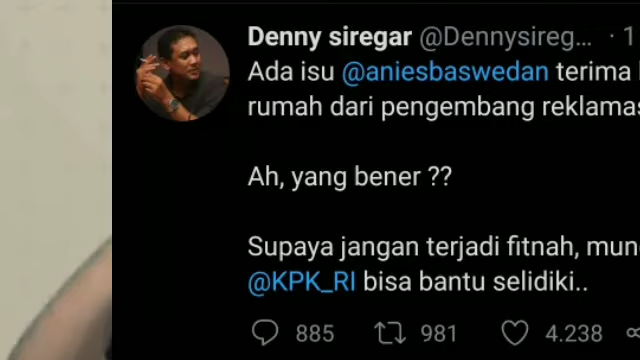 Denny siregar @Dennysireg... · 1
Ada isu @aniesbaswedan terima
rumah dari pengembang reklamas
Ah, yang bener ??
Supaya jangan terjadi fitnah, mun
@KPK_RI bisa bantu selidiki..
885 981 4.238